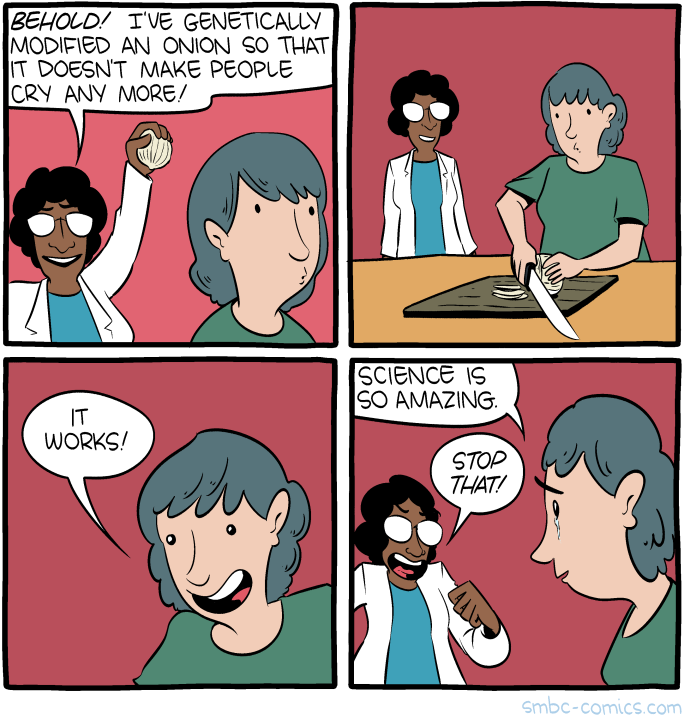 BEHOLD! I'VE GENETICALLY
MODIFIED AN ONION SO THAT
IT DOESN'T MAKE PEOPLE
CRY ANY MORE!
IT
WORKS!
SCIENCE IS
SO AMAZING.
STOP
THAT!
smbc-comics.com